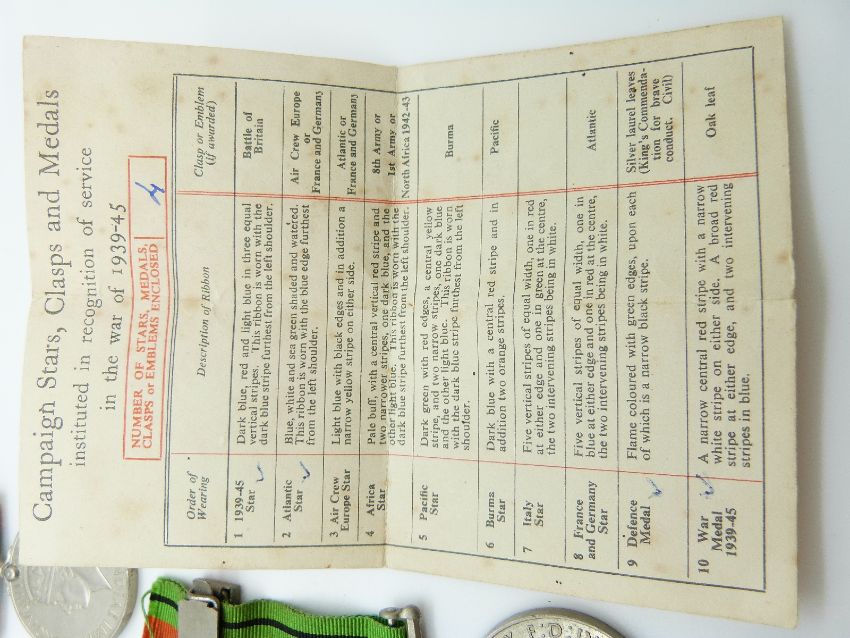 Campaign Stars, Clasps and Medals
instituted in recognition of service
in the war of 1939-45
NUMBER OF STARS, MEDALS,
CLASPS or EMBLEMS ENCLOSED
4
Order of
Wearing
Description of Ribbon
Clasp or Emblem
(if awarded)
1 1939-45
Star
Dark blue, red and light blue in three equal
vertical stripes. This ribbon is worn with the
dark blue stripe furthest from the left shoulder.
Battle of
Britain
2 Atlantic
Star
Blue, white and sea green shaded and watered.
This ribbon is worn with the blue edge furthest
from the left shoulder.
Air Crew Europe
or
France and Germany
3 Air Crew
Europe Star
Light blue with black edges and in addition a
narrow yellow stripe on either side.
Atlantic or
France and Germany
4 Africa
Star
Pale buff, with a central vertical red stripe and
two narrower stripes, one dark blue, and the
other light blue. This ribbon is worn with the
dark blue stripe furthest from the left shoulder.
8th Army or
1st Army or
North Africa 1942-43
5 Pacific
Star
Dark green with red edges, a central yellow
stripe, and two narrow stripes, one dark blue
and the other light blue. This ribbon is worn
with the dark blue stripe furthest from the left
shoulder.
Burma
6 Burma
Star
Dark blue with a central red stripe and in
addition two orange stripes.
Pacific
7 Italy
Star
Five vertical stripes of equal width, one in red
at either edge and one in green at the centre,
the two intervening stripes being in white.
8 France
and Germany
Star
Five vertical stripes of equal width, one in
blue at either edge and one in red at the centre,
the two intervening stripes being in white.
Atlantic
9 Defence
Medal
Flame coloured with green edges, upon each
of which is a narrow black stripe.
Silver laurel leaves
(King's Commenda-
tion for brave
conduct. Civil)
10 War
Medal
1939-45
A narrow central red stripe with a narrow
white stripe on either side. A broad red
stripe at either edge, and two intervening
stripes in blue.
Oak leaf